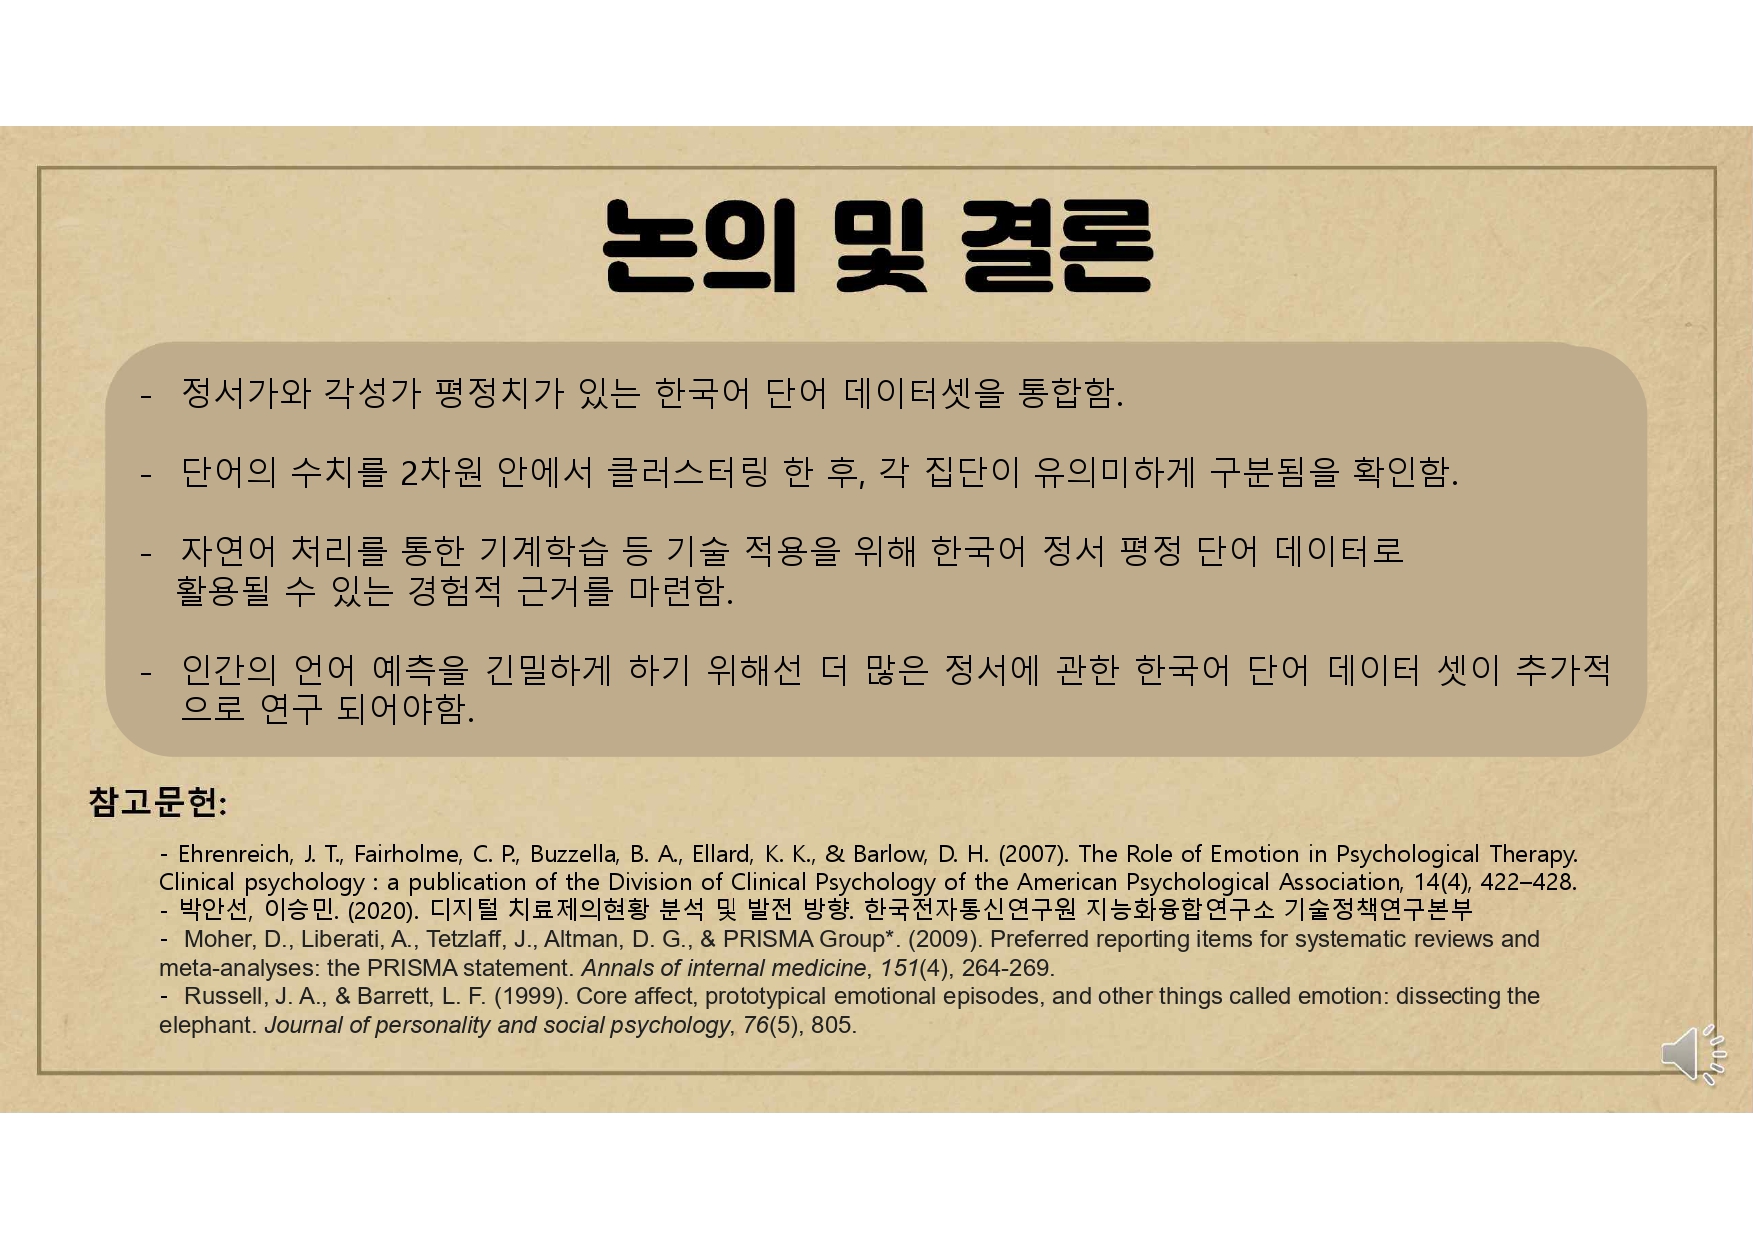 논의 및 결론
- 정서가와 각성가 평정치가 있는 한국어 단어 데이터셋을 통합함.
- 단어의 수치를 2차원 안에서 클러스터링 한 후, 각 집단이 유의미하게 구분됨을 확인함.
- 자연어 처리를 통한 기계학습 등 기술 적용을 위해 한국어 정서 평정 단어 데이터로
활용될 수 있는 경험적 근거를 마련함.
- 인간의 언어 예측을 긴밀하게 하기 위해선 더 많은 정서에 관한 한국어 단어 데이터 셋이 추가적
으로 연구 되어야함.
참고문헌:
- Ehrenreich, J. T., Fairholme, C. P., Buzzella, B. A., Ellard, K. K., & Barlow, D. H. (2007). The Role of Emotion in Psychological Therapy.
Clinical psychology : a publication of the Division of Clinical Psychology of the American Psychological Association, 14(4), 422–428.
- 박안선, 이승민. (2020). 디지털 치료제의현황 분석 및 발전 방향. 한국전자통신연구원 지능화융합연구소 기술정책연구본부
- Moher, D., Liberati, A., Tetzlaff, J., Altman, D. G., & PRISMA Group*. (2009). Preferred reporting items for systematic reviews and
meta-analyses: the PRISMA statement. Annals of internal medicine, 151(4), 264-269.
- Russell, J. A., & Barrett, L. F. (1999). Core affect, prototypical emotional episodes, and other things called emotion: dissecting the
elephant. Journal of personality and social psychology, 76(5), 805.